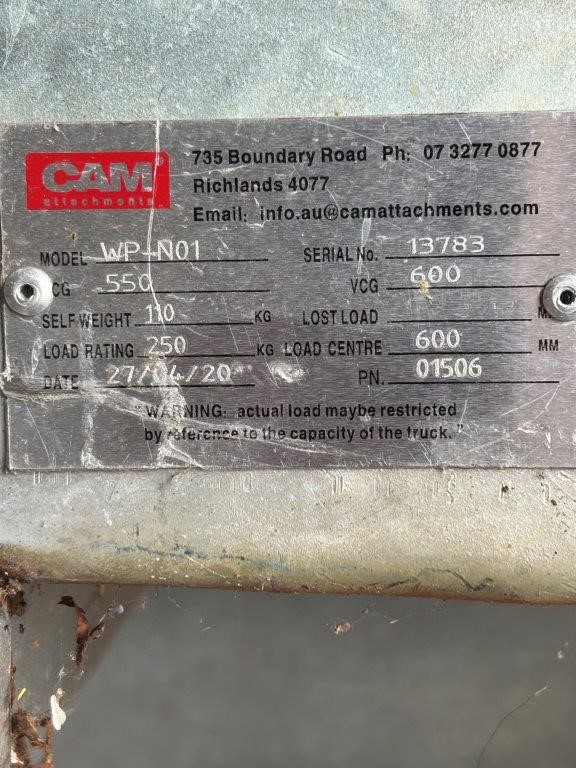 CAM®
attachments
735 Boundary Road Ph: 07 3277 0877
Richlands 4077
Email: info.au@camattachments.com
MODEL WP-N01 SERIAL No. 13783
CG 550 VCG 600
SELF WEIGHT 110 KG LOST LOAD
LOAD RATING 250 KG LOAD CENTRE 600 MM
DATE 27/04/20 PN. 01506
"WARNING: actual load maybe restricted
by reference to the capacity of the truck."